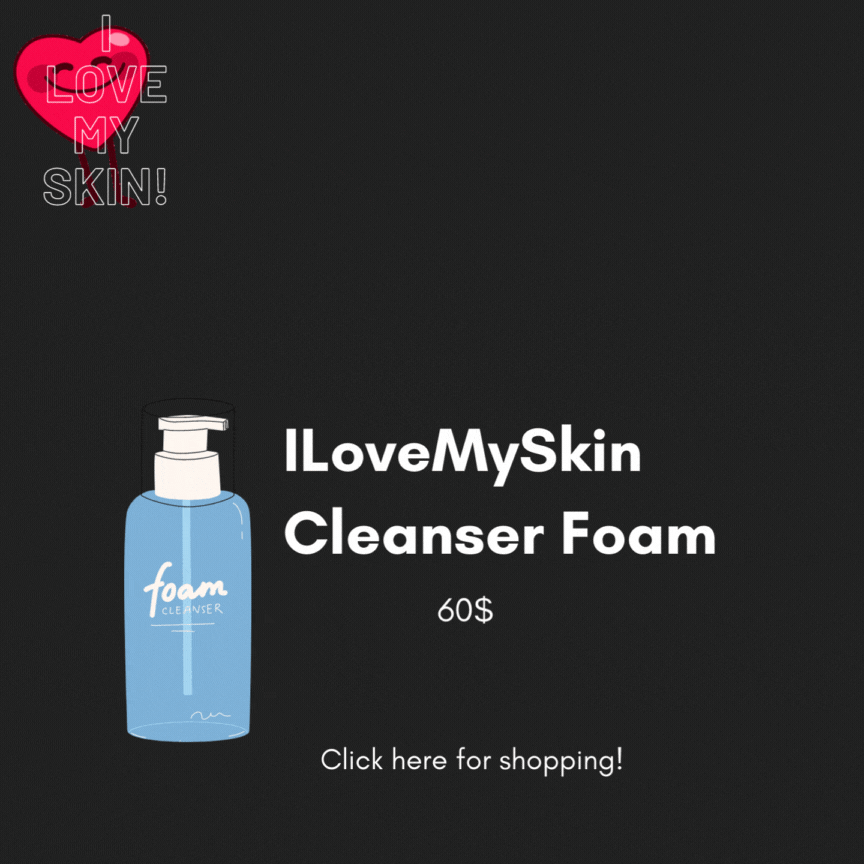 I
LOVE
MY
SKIN!
ILoveMySkin
Cleanser Foam
foam
CLEANSER
60$
Click here for shopping!